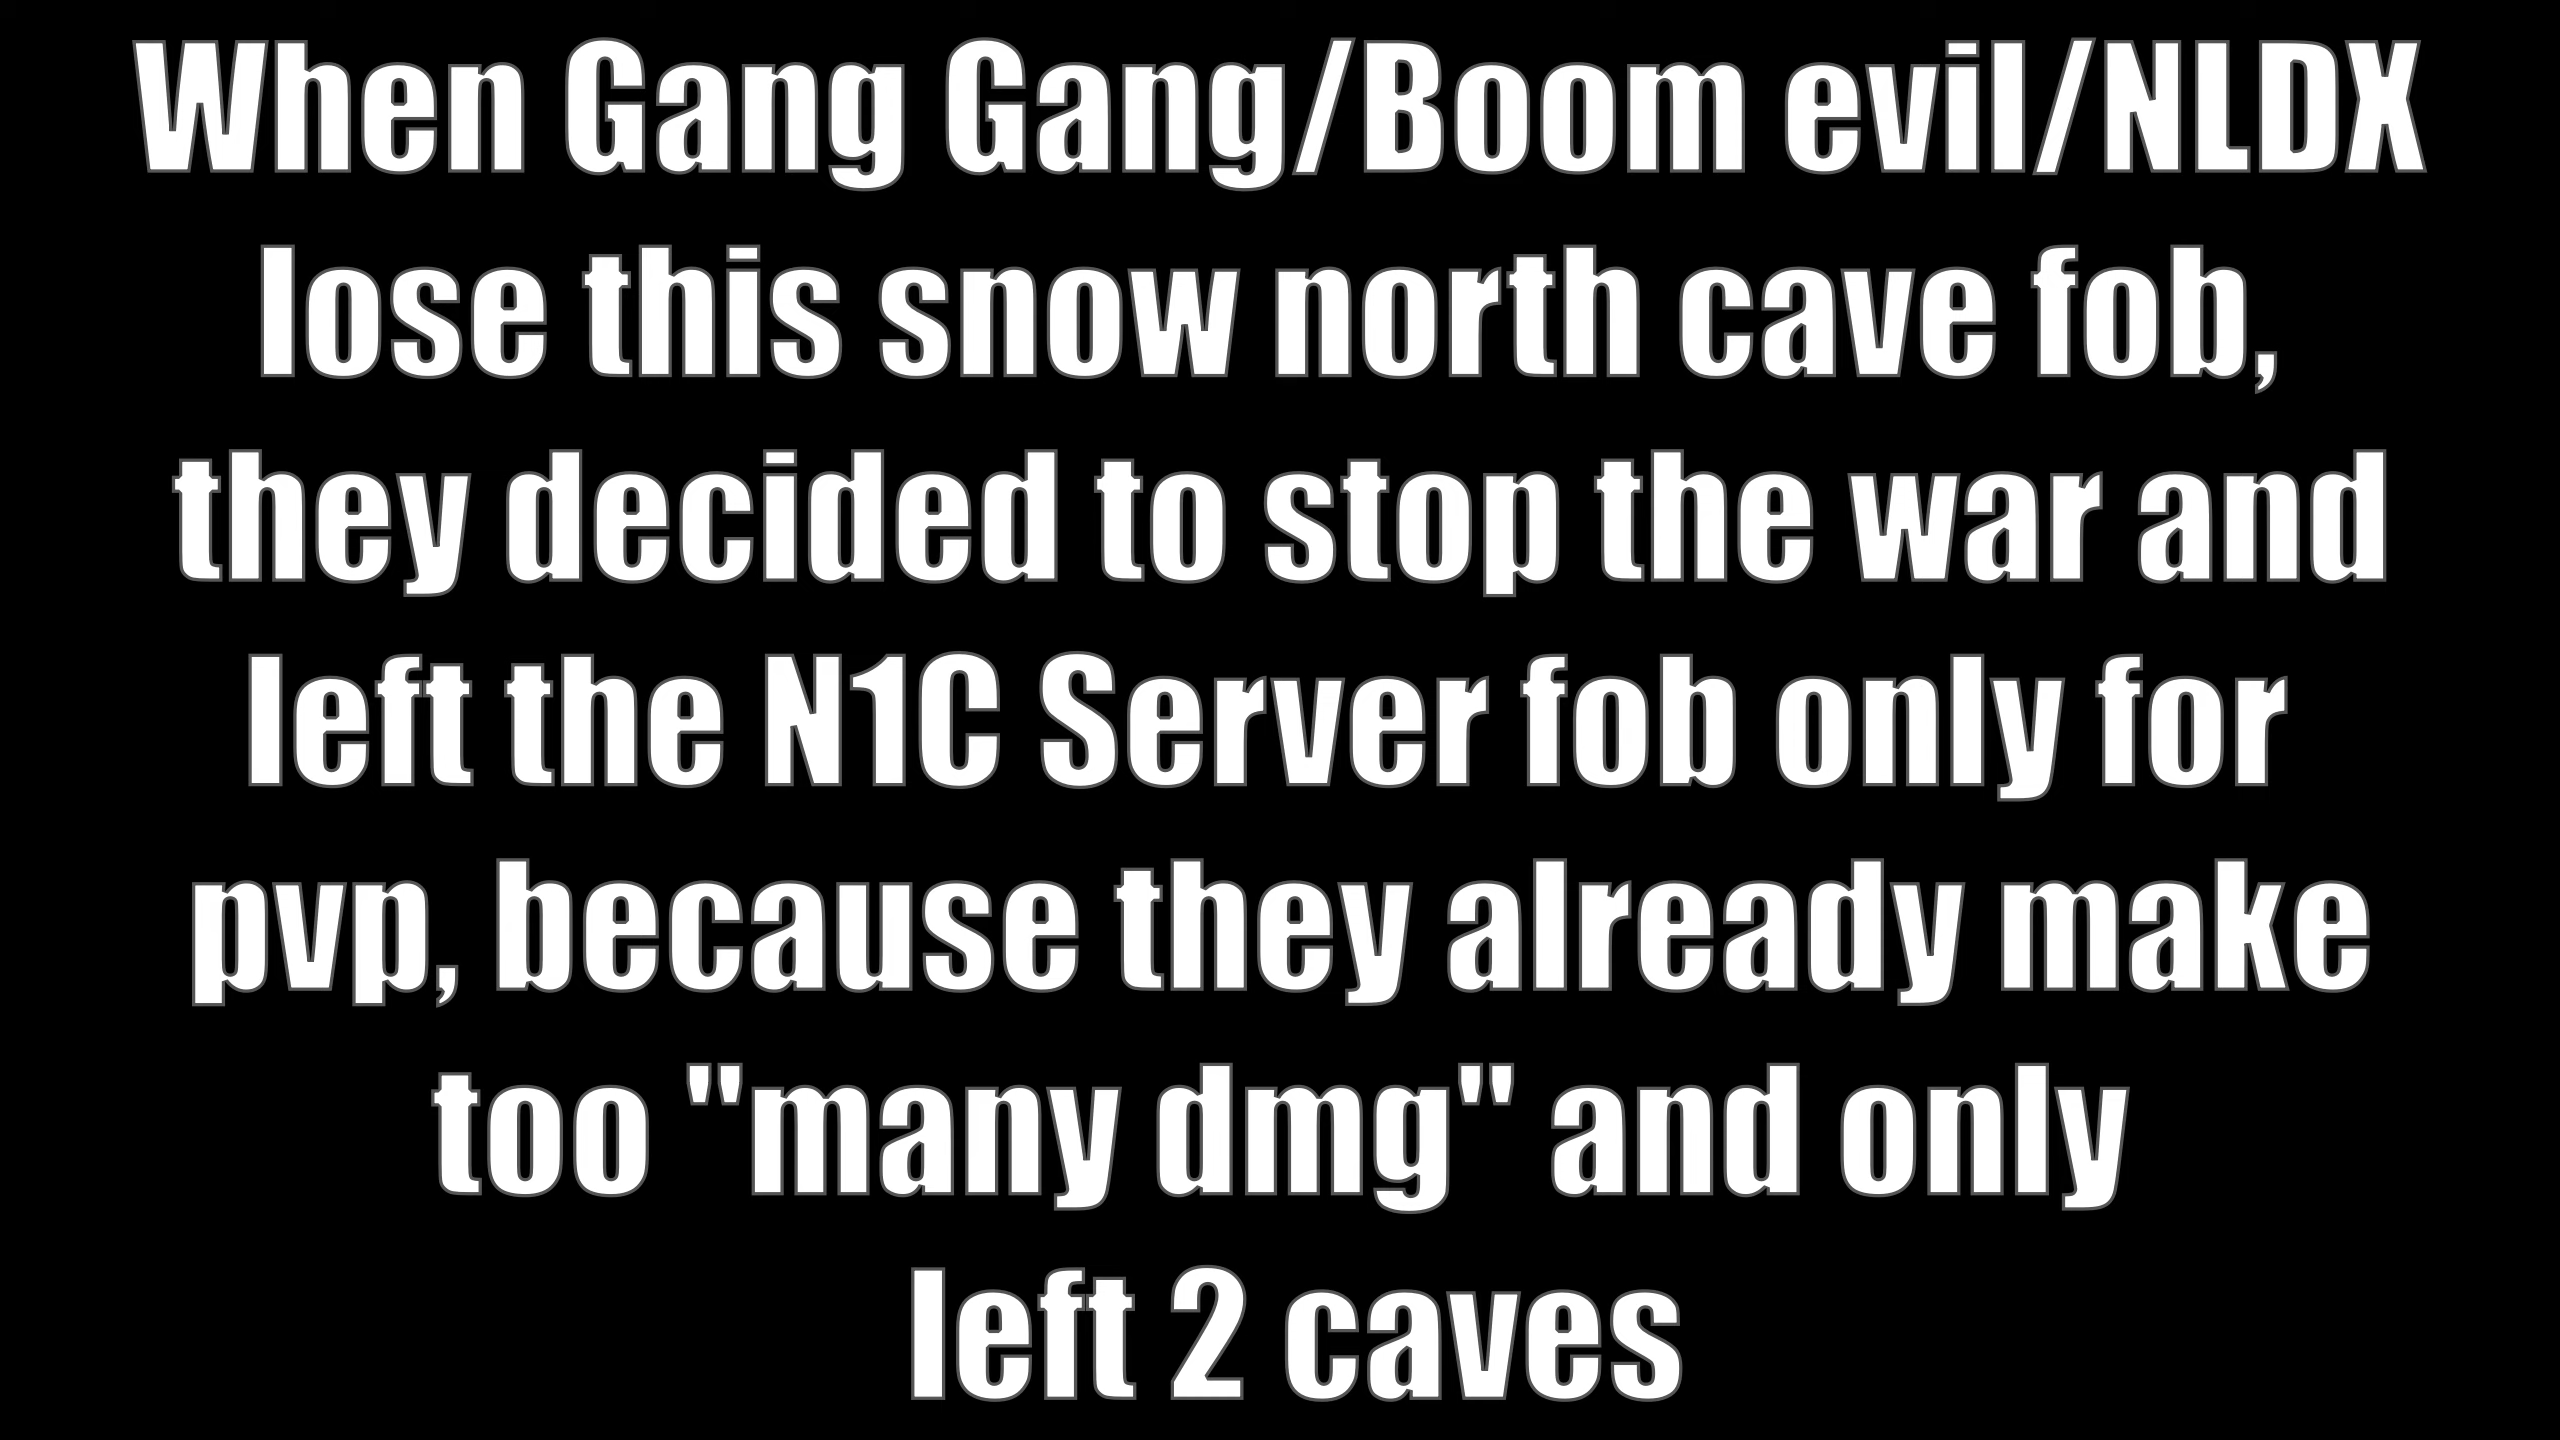 When Gang Gang/Boom evil/NLDX
lose this snow north cave fob,
they decided to stop the war and
left the N1C Server fob only for
pvp, because they already make
too "many dmg" and only
left 2 caves